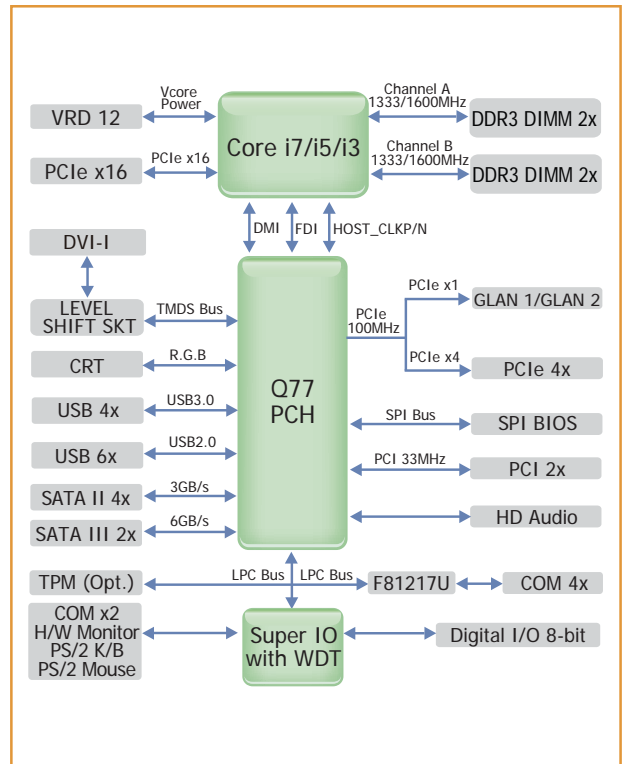 Vcore
Power
VRD 12
PCIe x16
PCIe x16
Core i7/i5/i3
Channel A
1333/1600MHz
DDR3 DIMM 2x
Channel B
1333/1600MHz
DDR3 DIMM 2x
DMI
FDI
HOST_CLKP/N
DVI-I
LEVEL
SHIFT SKT
TMDS Bus
CRT
R.G.B
USB 4x
USB3.0
USB 6x
USB2.0
SATA II 4x
3GB/s
SATA III 2x
6GB/s
Q77
PCH
PCIe
100MHz
PCIe x1
GLAN 1/GLAN 2
PCIe x4
PCIe 4x
SPI Bus
SPI BIOS
PCI 33MHz
PCI 2x
HD Audio
TPM (Opt.)
LPC Bus
LPC Bus
F81217U
COM 4x
COM x2
H/W Monitor
PS/2 K/B
PS/2 Mouse
Super IO
with WDT
Digital I/O 8-bit